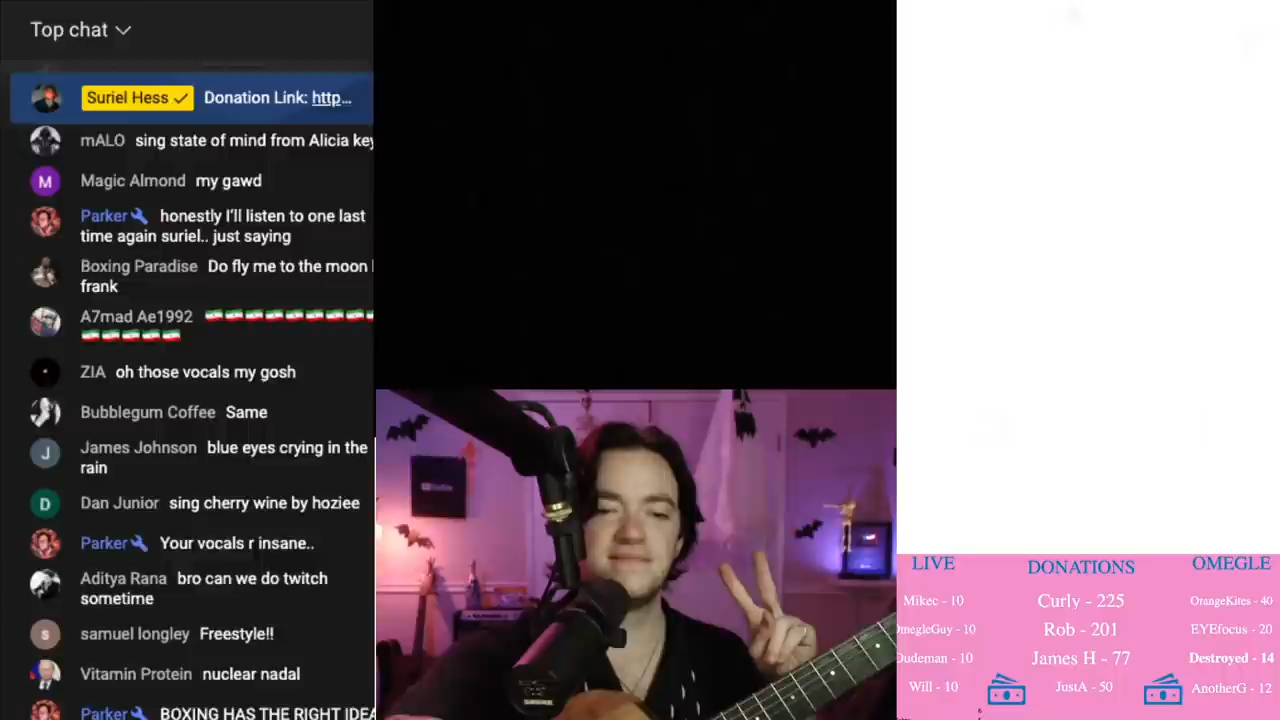 Top chat
Suriel Hess Donation Link: http...
mALO sing state of mind from Alicia key
Magic Almond my gawd
M
Parker honestly I'll listen to one last
time again suriel.. just saying
Boxing Paradise Do fly me to the moon
frank
A7mad Ae1992
ZIA oh those vocals my gosh
Bubblegum Coffee Same
James Johnson blue eyes crying in the
rain
J
Dan Junior sing cherry wine by hoziee
D
Parker Your vocals r insane..
Aditya Rana bro can we do twitch
sometime
samuel longley Freestyle!!
s
Vitamin Protein nuclear nadal
Parker BOXING HAS THE RIGHT IDEA
LIVE
Mikec - 10
OmegleGuy - 10
Dudeman - 10
Will - 10
DONATIONS
Curly - 225
Rob - 201
James H - 77
JustA - 50
OMEGLE
OrangeKites - 40
EYEfocus - 20
Destroyed - 14
AnotherG - 12